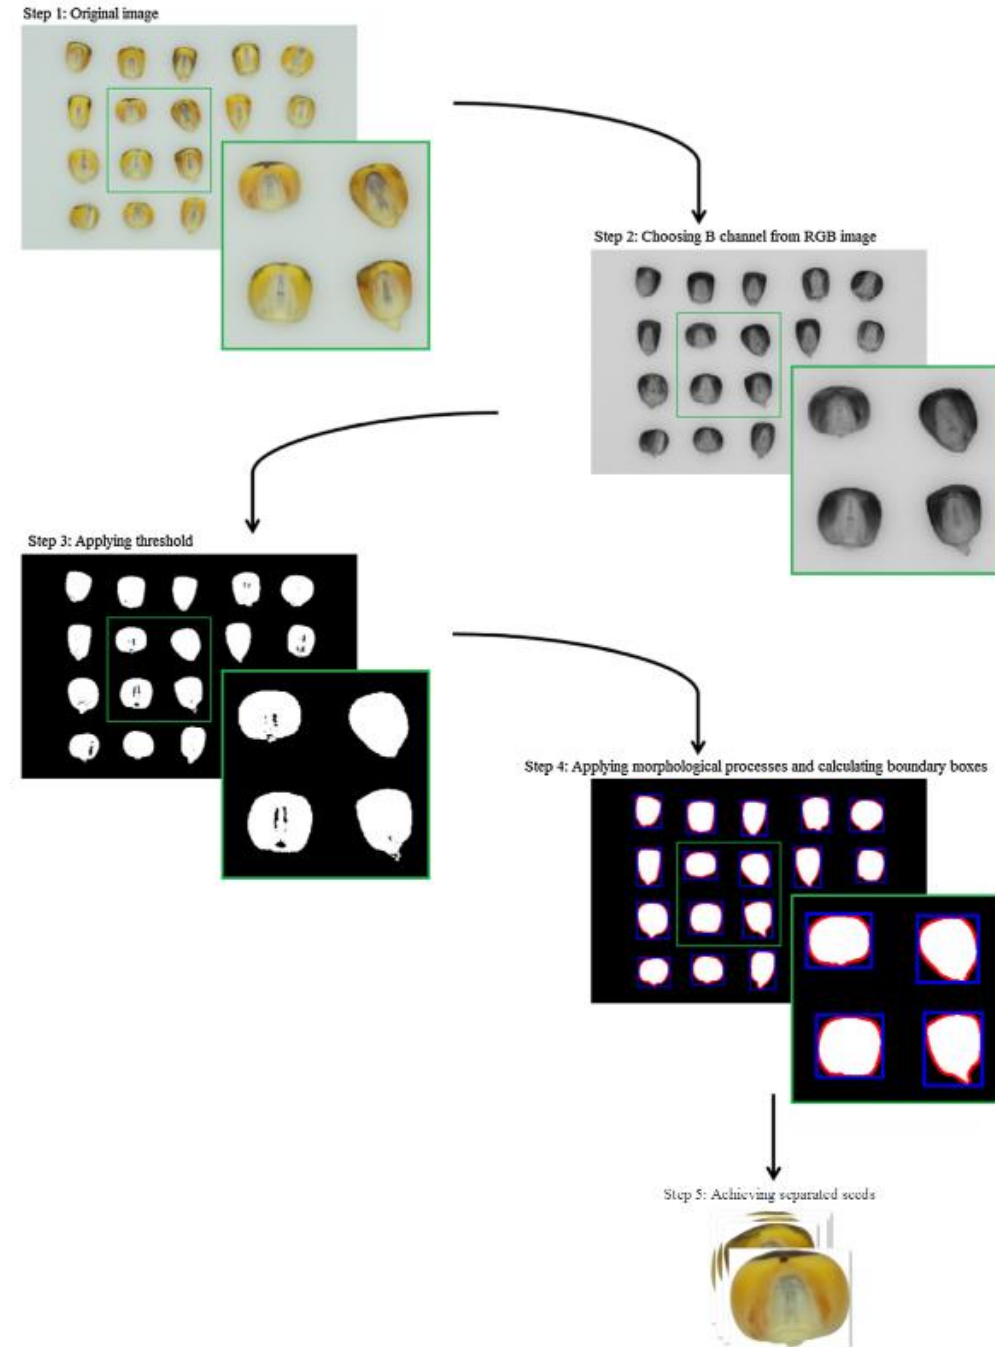 Step 1: Original image
Step 2: Choosing B channel from RGB image
Step 3: Applying threshold
Step 4: Applying morphological processes and calculating boundary boxes
Step 5: Achieving separated seeds